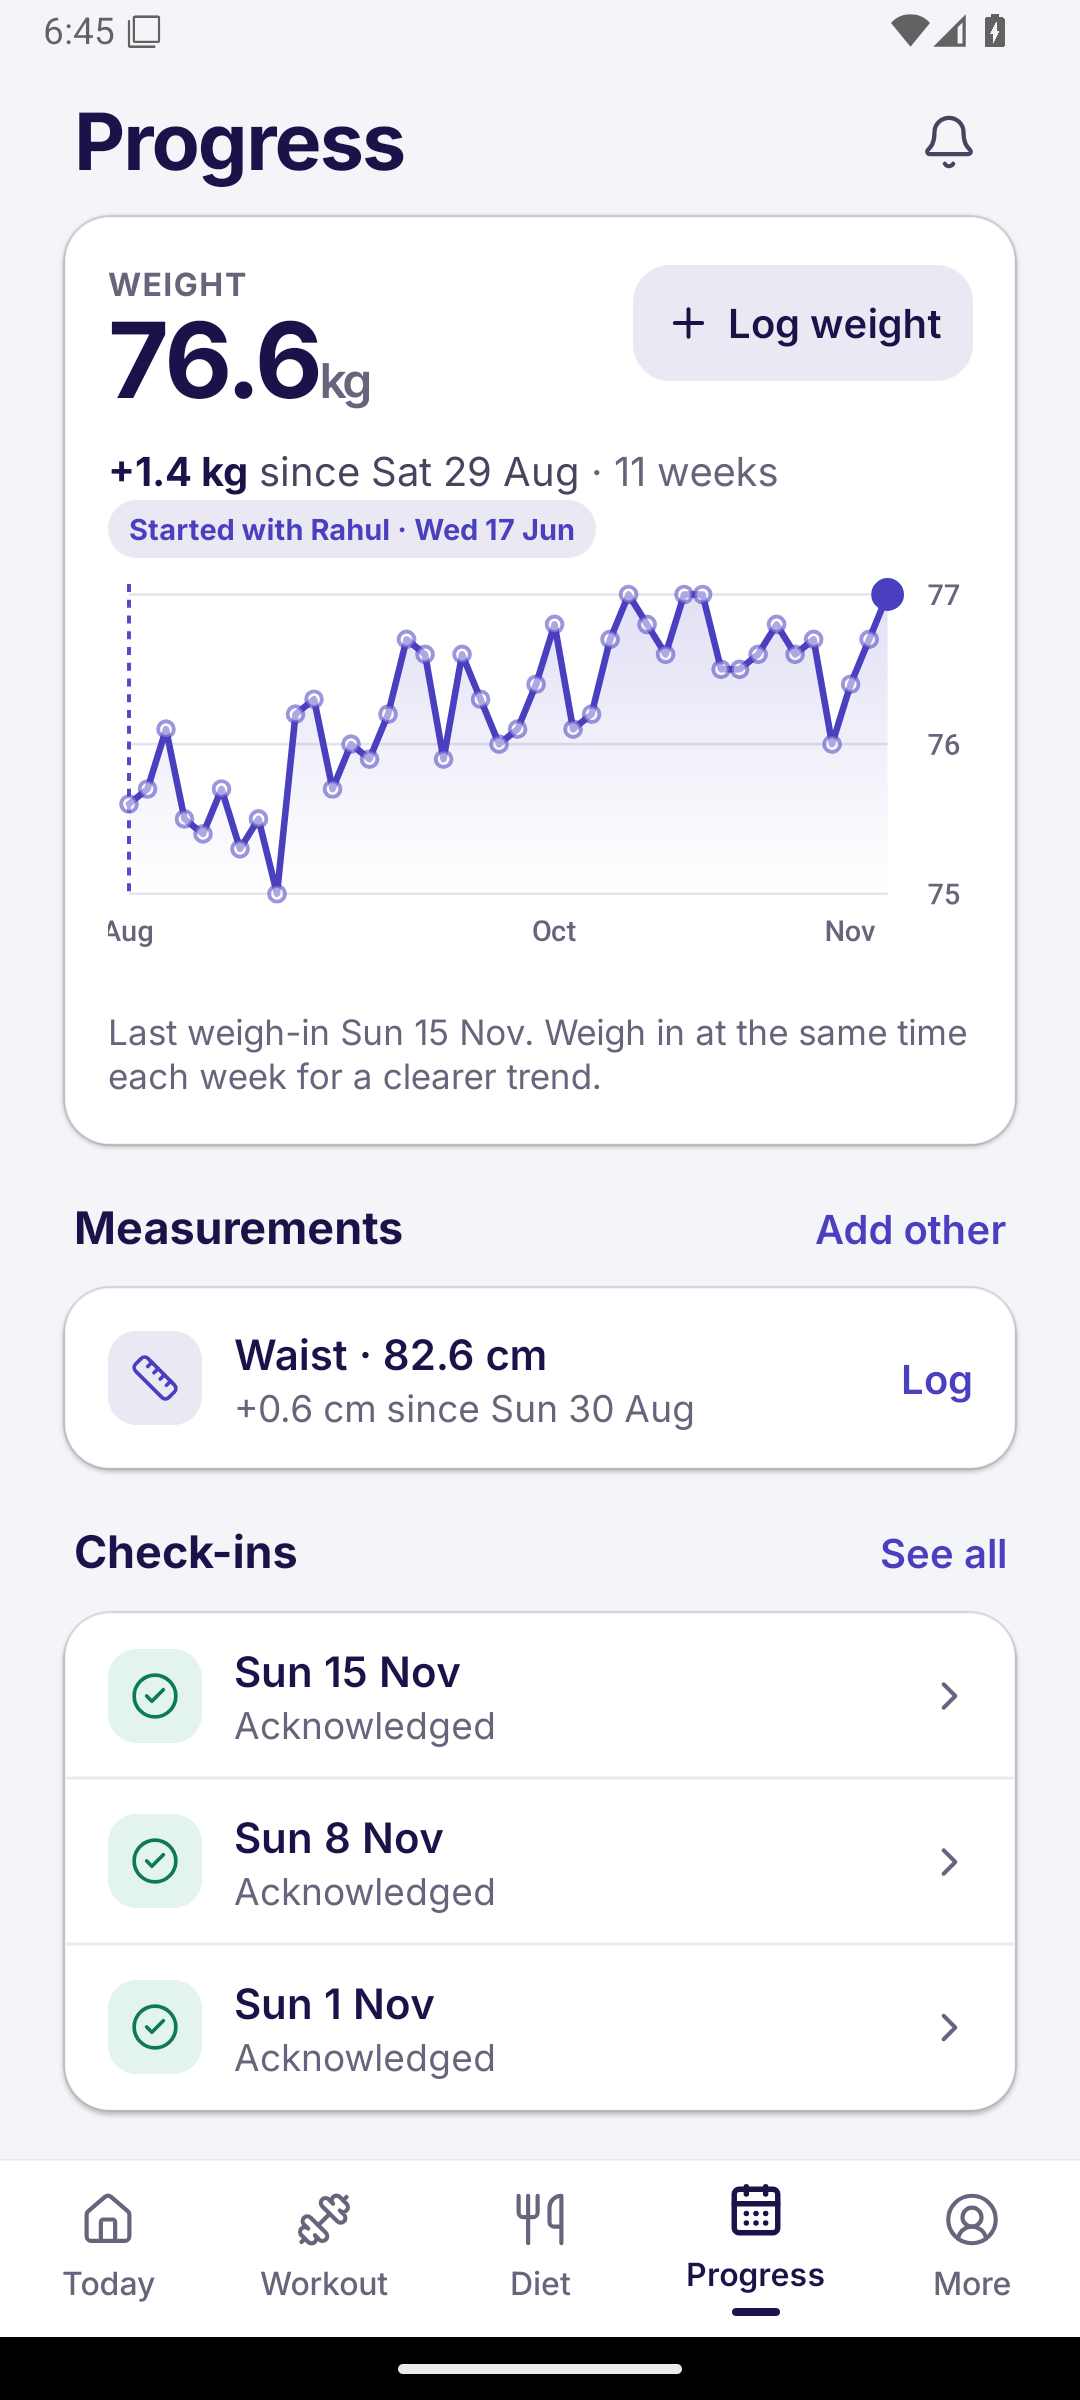 6:45
Progress
WEIGHT
76.6kg
+ Log weight
+1.4 kg since Sat 29 Aug · 11 weeks
Started with Rahul · Wed 17 Jun
77
76
75
Aug Oct Nov
Last weigh-in Sun 15 Nov. Weigh in at the same time
each week for a clearer trend.
Measurements
Add other
Waist · 82.6 cm
+0.6 cm since Sun 30 Aug
Log
Check-ins
See all
Sun 15 Nov
Acknowledged
Sun 8 Nov
Acknowledged
Sun 1 Nov
Acknowledged
Today Workout Diet Progress More